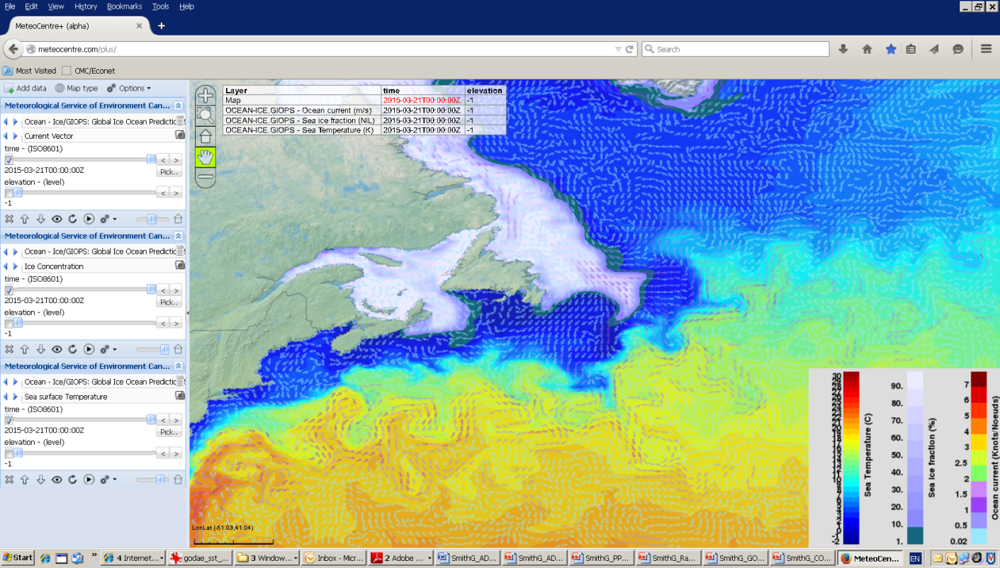 File Edit View History Bookmarks Tools Help
MeteoCentre+ (alpha)
meteocentre.com/plus/
Search
Most Visited CMC/Econet
Add data Map type Options
Meteorological Service of Environment Can...
Ocean - Ice/GIOPS: Global Ice Ocean Predictic
Current Vector
time - (ISO8601)
2015-03-21T00:00:00Z
Pick..
elevation - (level)
-1
Meteorological Service of Environment Can...
Ocean - Ice/GIOPS: Global Ice Ocean Predictic
Ice Concentration
time - (ISO8601)
2015-03-21T00:00:00Z
Pick..
elevation - (level)
-1
Meteorological Service of Environment Can...
Ocean - Ice/GIOPS: Global Ice Ocean Predictic
Sea surface Temperature
time - (ISO8601)
2015-03-21T00:00:00Z
Pick..
elevation - (level)
-1
Layer time elevation
Map 2015-03-21T00:00:00Z -1
OCEAN-ICE.GIOPS - Ocean current (m/s) 2015-03-21T00:00:00Z -1
OCEAN-ICE.GIOPS - Sea ice fraction (NIL) 2015-03-21T00:00:00Z -1
OCEAN-ICE.GIOPS - Sea Temperature (K) 2015-03-21T00:00:00Z -1
LonLat (-51.03,41.04)
30
-2
Sea Temperature (C)
90.
80.
70.
60.
50.
40.
30.
20.
10.
1.
Sea ice fraction (%)
7
6
5
4
3
2.5
2
1.5
1
0.5
0.02
Ocean current (Knots/Noeuds)
Start
4 Internet...
godae_sst_...
3 Window...
Inbox - Micr...
2 Adobe ...
SmithG_AD...
SmithG_AD...
SmithG_PP...
SmithG_Ra...
SmithG_GO...
SmithG_CO...
MeteoCen...
EN